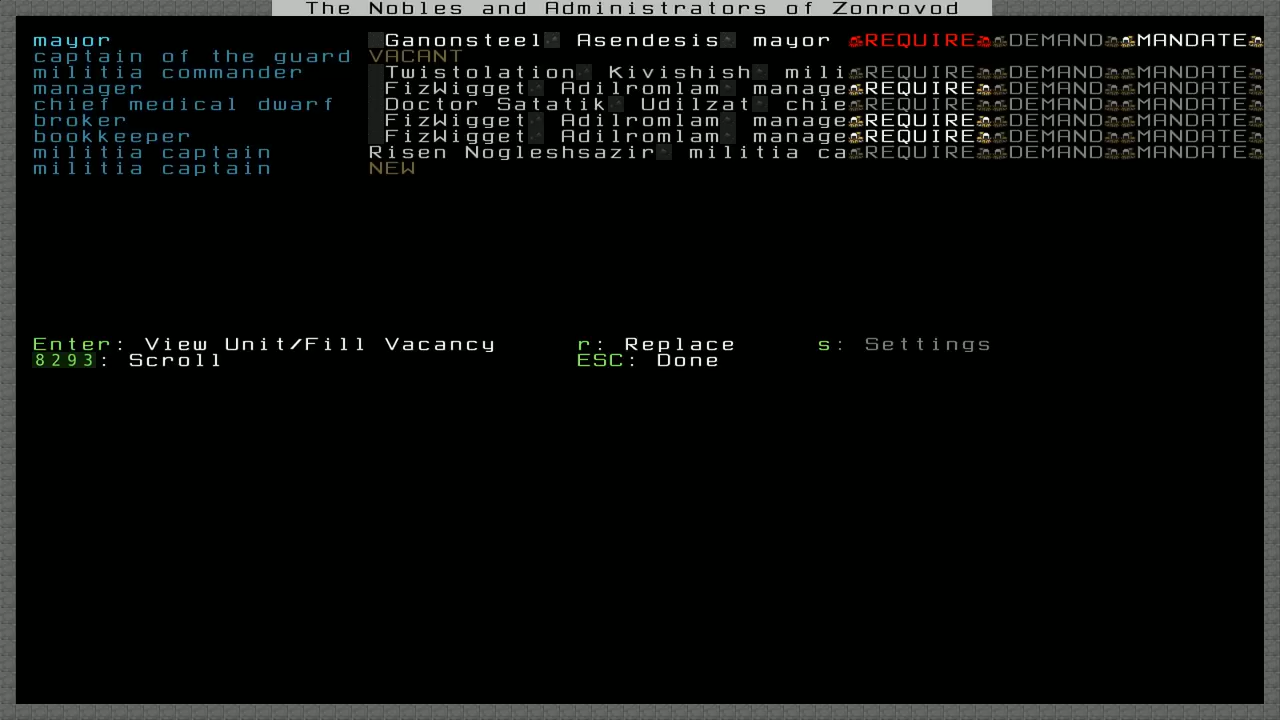 The Nobles and Administrators of Zonrovod
mayor Ganonsteel Asendesis mayor REQUIRE DEMAND MANDATE
captain of the guard VACANT
militia commander Twistolation Kivishish mili REQUIRE DEMAND MANDATE
manager FizWigget Adilromlam manage REQUIRE DEMAND MANDATE
chief medical dwarf Doctor Satatik Udilzat chie REQUIRE DEMAND MANDATE
broker FizWigget Adilromlam manage REQUIRE DEMAND MANDATE
bookkeeper FizWigget Adilromlam manage REQUIRE DEMAND MANDATE
militia captain Risen Nogleshsazir militia ca REQUIRE DEMAND MANDATE
militia captain NEW
Enter: View Unit/Fill Vacancy r: Replace s: Settings
8293: Scroll ESC: Done